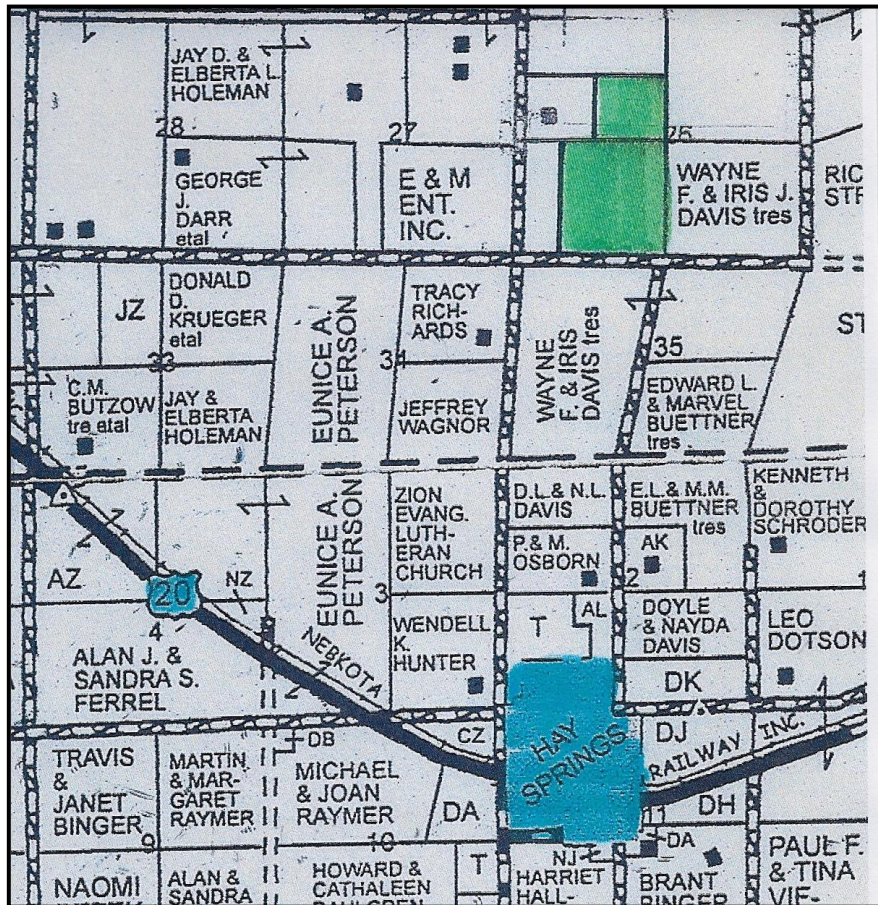 JAY D. &
ELBERTA L.
HOLEMAN
28
27
26
GEORGE
J.
DARR
etal
E & M
ENT.
INC.
WAYNE
F. & IRIS J.
DAVIS tres
RIC
STF
JZ
DONALD
D.
KRUEGER
etal
EUNICE A.
PETERSON
TRACY
RICH-
ARDS
WAYNE
F. & IRIS
DAVIS tres
ST
33
34
35
C.M.
BUTZOW
tre etal
JAY &
ELBERTA
HOLEMAN
JEFFREY
WAGNOR
EDWARD L.
& MARVEL
BUETTNER
tres
EUNICE A.
PETERSON
ZION
EVANG.
LUTH-
ERAN
CHURCH
D.L. & N.L.
DAVIS
E.L. & M.M.
BUETTNER
tres
KENNETH
&
DOROTHY
SCHRODER
P. & M.
OSBORN
AK
AZ
20
NZ
3
2
1
4
ALAN J. &
SANDRA S.
FERREL
NEBKOTA
WENDELL
K.
HUNTER
T
AL
DOYLE
& NAYDA
DAVIS
LEO
DOTSON
DK
HAY
SPRINGS
DJ
RAILWAY INC.
CZ
DB
TRAVIS
&
JANET
BINGER
MARTIN
& MAR-
GARET
RAYMER
MICHAEL
& JOAN
RAYMER
DA
DH
11
9
10
DA
NJ
T
NAOMI
ALAN &
SANDRA
HOWARD &
CATHALEEN
HARRIET
HALL-
BRANT
BINGER
PAUL F.
& TINA
VIF-